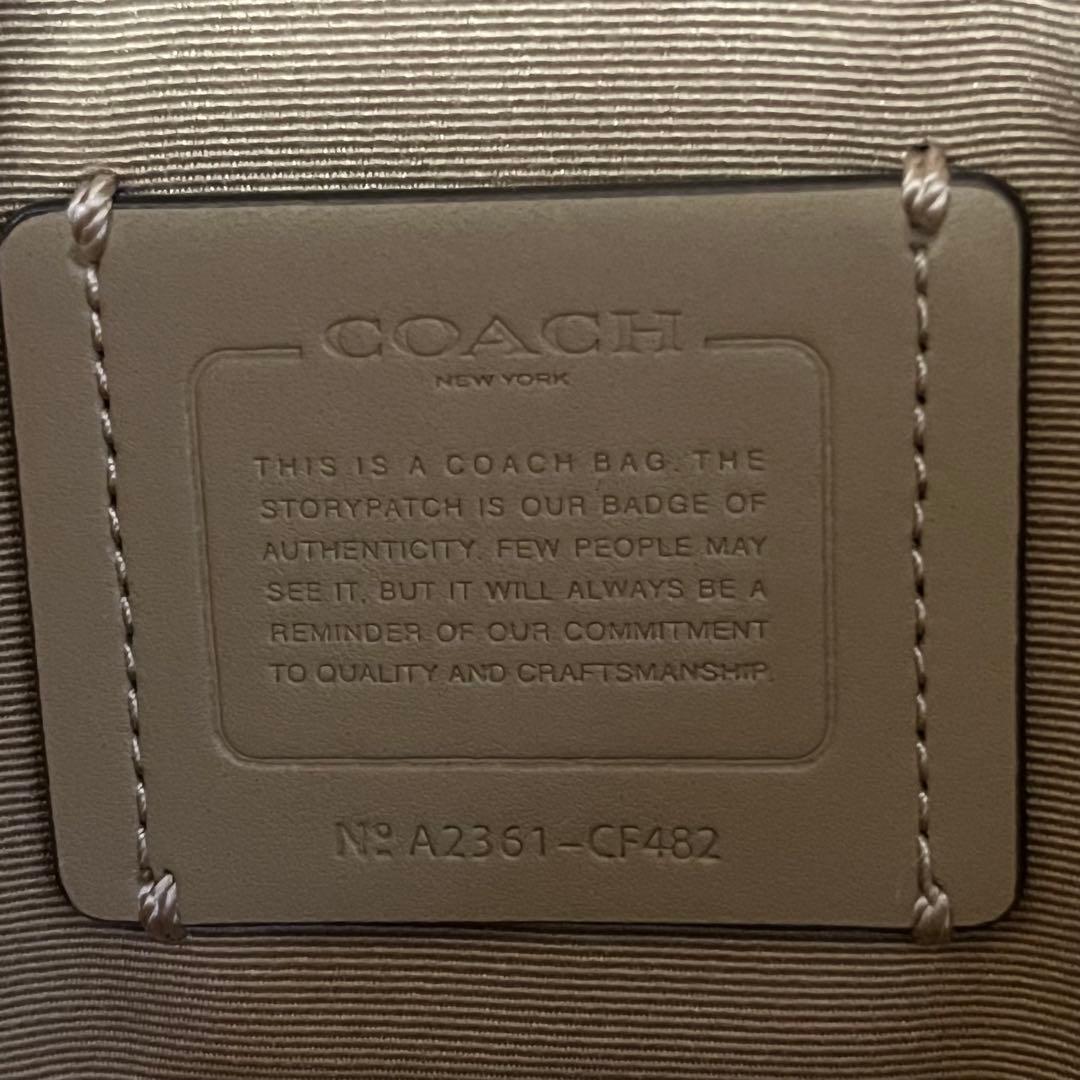 COACH
NEW YORK
THIS IS A COACH BAG. THE
STORYPATCH IS OUR BADGE OF
AUTHENTICITY. FEW PEOPLE MAY
SEE IT, BUT IT WILL ALWAYS BE A
REMINDER OF OUR COMMITMENT
TO QUALITY AND CRAFTSMANSHIP.
Nº A2361-CF482